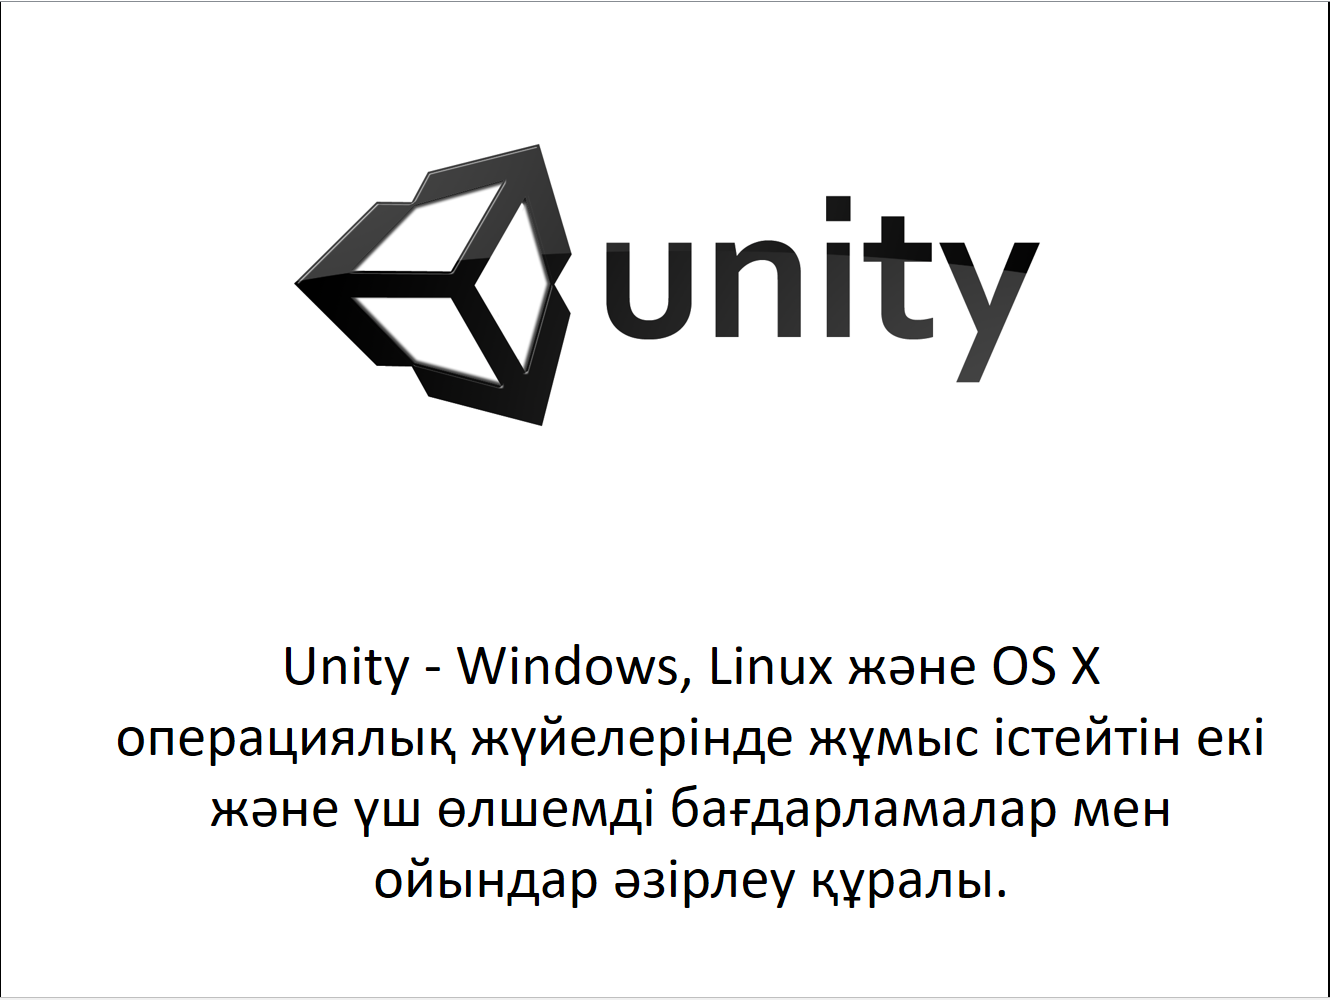 unity
Unity - Windows, Linux және OS X
операциялық жүйелерінде жұмыс істейтін екі
және үш өлшемді бағдарламалар мен
ойындар әзірлеу құралы.